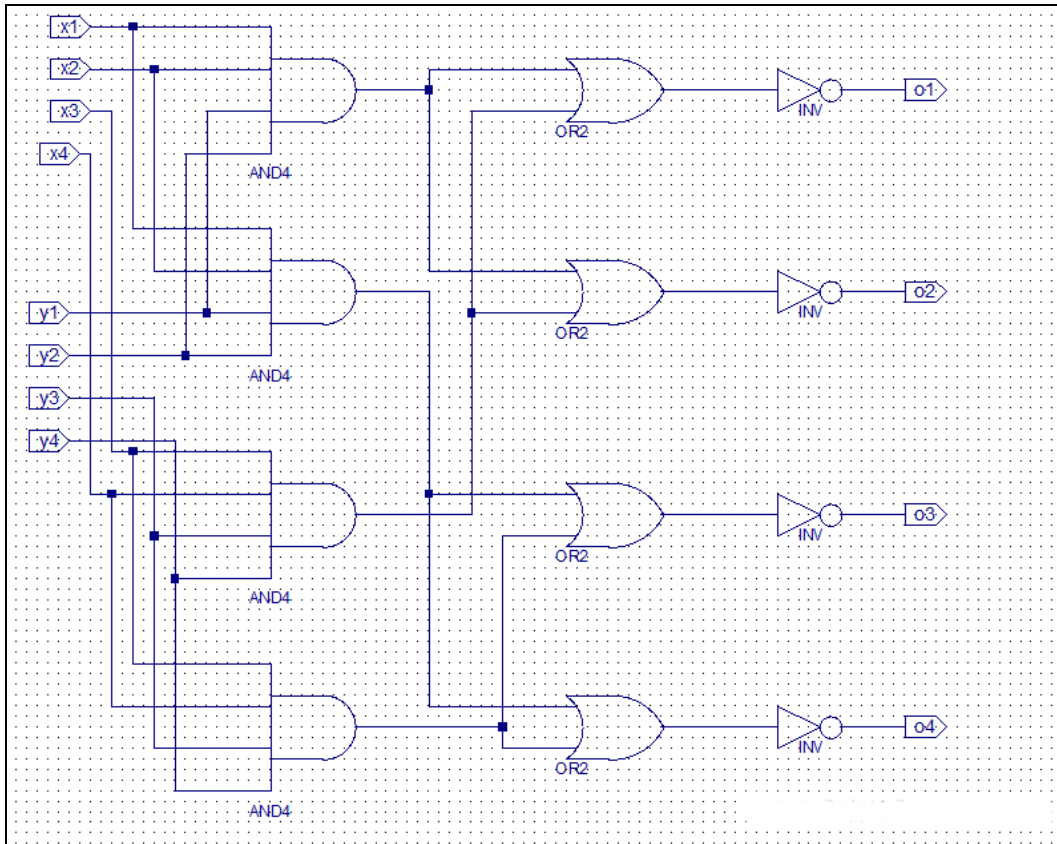 x1
x2
x3
x4
AND4
OR2
INV
o1
y1
y2
y3
y4
AND4
OR2
INV
o2
AND4
OR2
INV
o3
AND4
OR2
INV
o4